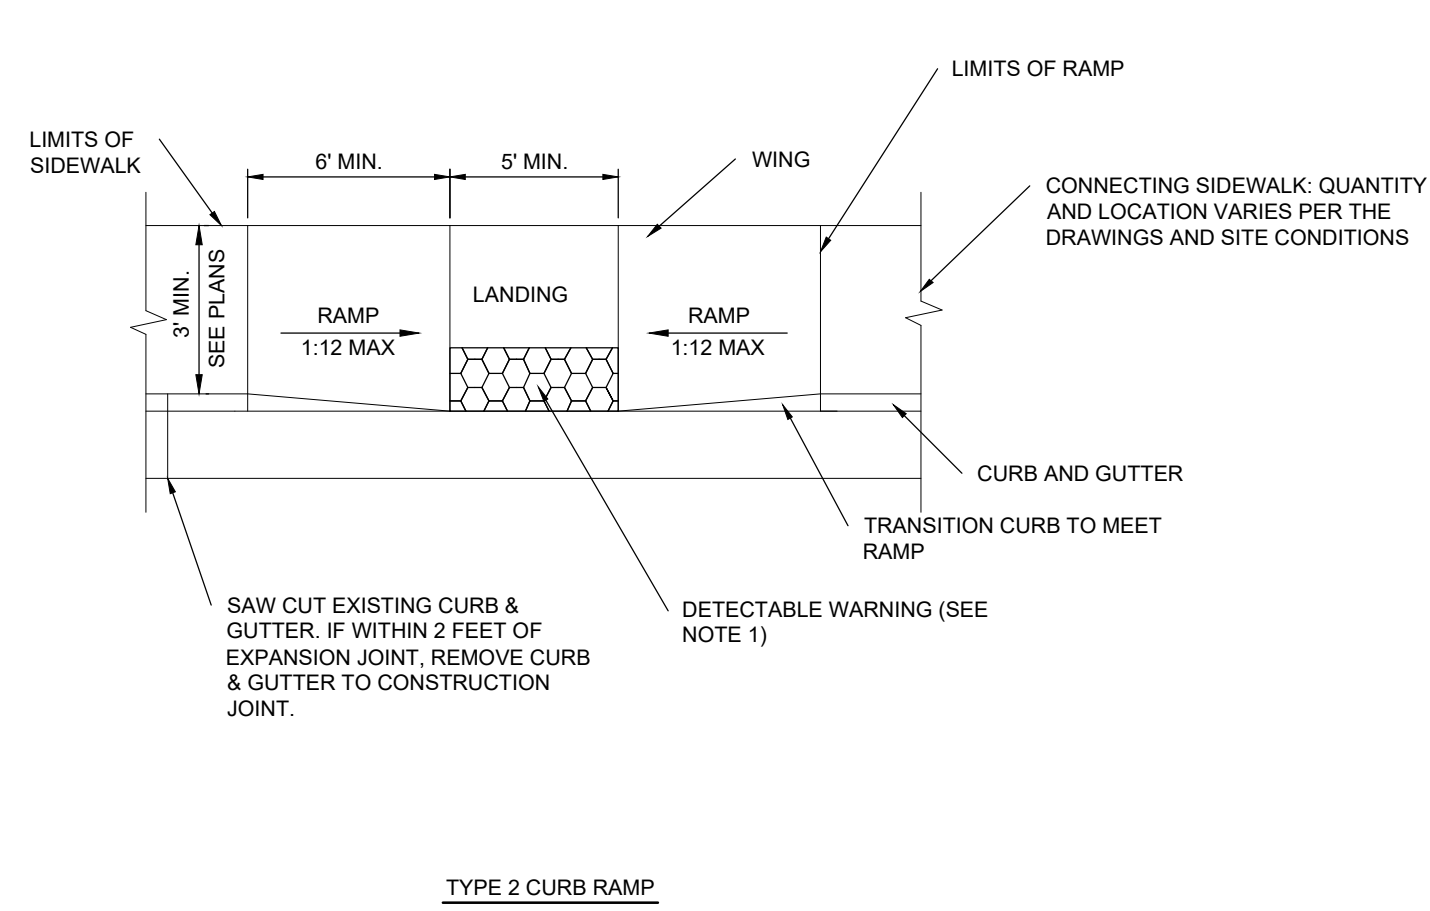 LIMITS OF RAMP
LIMITS OF
SIDEWALK
6' MIN.
5' MIN.
WING
CONNECTING SIDEWALK: QUANTITY
AND LOCATION VARIES PER THE
DRAWINGS AND SITE CONDITIONS
3' MIN.
SEE PLANS
LANDING
RAMP
1:12 MAX
RAMP
1:12 MAX
CURB AND GUTTER
TRANSITION CURB TO MEET
RAMP
SAW CUT EXISTING CURB &
GUTTER. IF WITHIN 2 FEET OF
EXPANSION JOINT, REMOVE CURB
& GUTTER TO CONSTRUCTION
JOINT.
DETECTABLE WARNING (SEE
NOTE 1)
TYPE 2 CURB RAMP